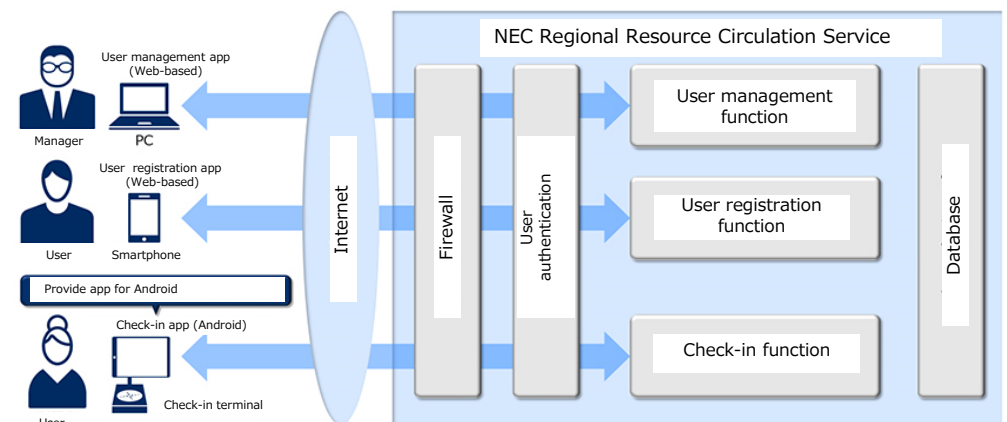 NEC Regional Resource Circulation Service
User management app
(Web-based)
Manager
PC
User registration app
(Web-based)
User
Smartphone
Provide app for Android
Check-in app (Android)
Check-in terminal
User
Internet
Firewall
User
authentication
User management
function
User registration
function
Check-in function
Database